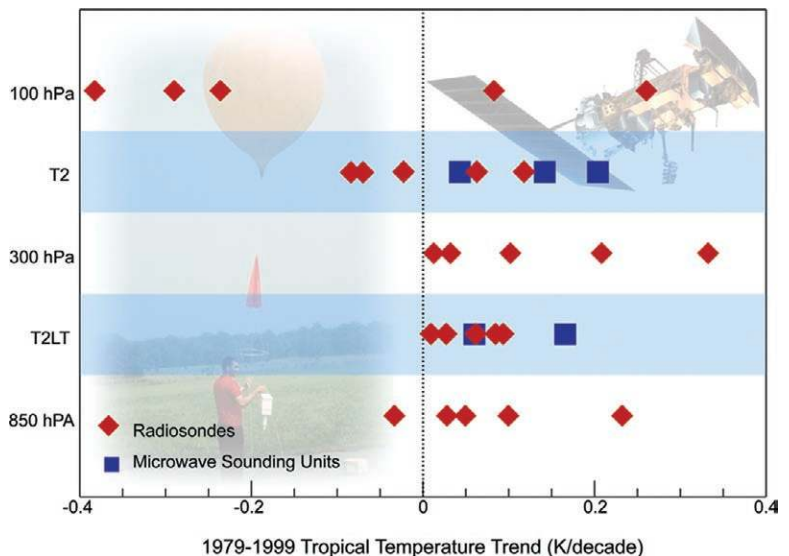 100 hPa
T2
300 hPa
T2LT
850 hPA
Radiosondes
Microwave Sounding Units
-0.4 -0.2 0 0.2 0.4
1979-1999 Tropical Temperature Trend (K/decade)